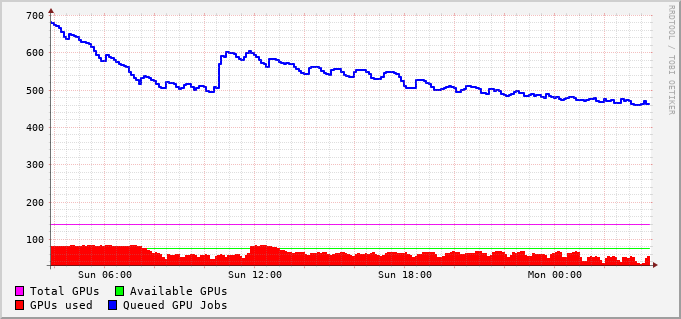 700
600
500
400
300
200
100
Sun 06:00 Sun 12:00 Sun 18:00 Mon 00:00
Total GPUs Available GPUs
GPUs used Queued GPU Jobs
RRDTOOL / TOBI OETIKER